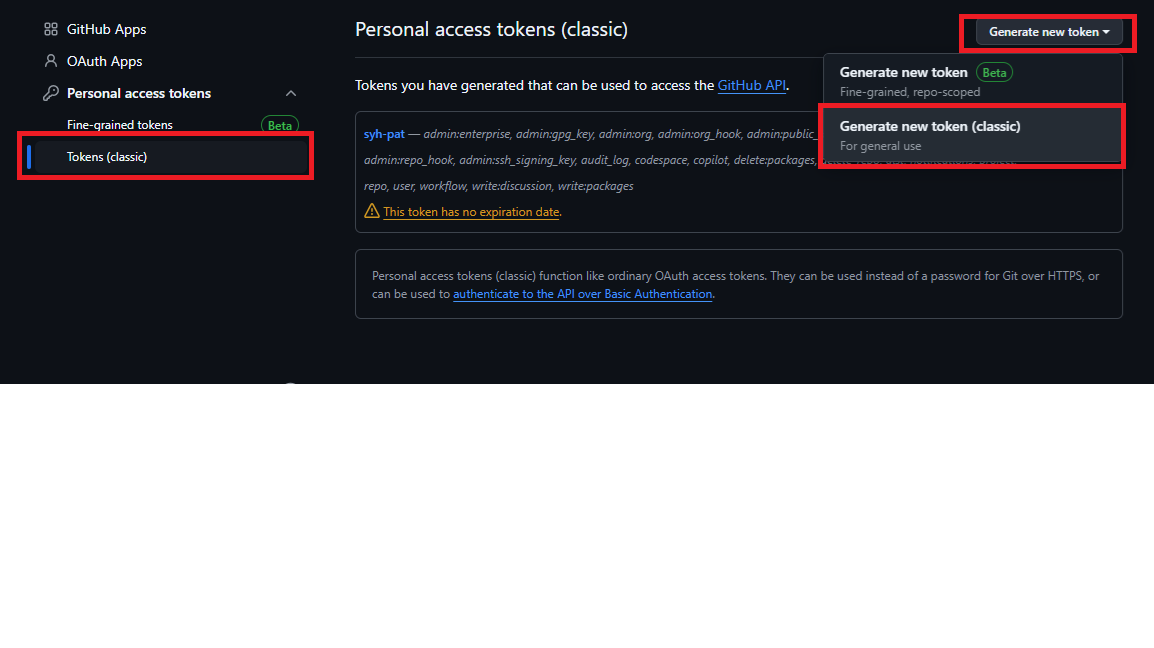 GitHub Apps
OAuth Apps
Personal access tokens
Fine-grained tokens Beta
Tokens (classic)
Personal access tokens (classic)
Generate new token
Generate new token Beta
Fine-grained, repo-scoped
Generate new token (classic)
For general use
Tokens you have generated that can be used to access the GitHub API.
syh-pat — admin:enterprise, admin:gpg_key, admin:org, admin:org_hook, admin:public_
admin:repo_hook, admin:ssh_signing_key, audit_log, codespace, copilot, delete:packages,
repo, user, workflow, write:discussion, write:packages
This token has no expiration date.
Personal access tokens (classic) function like ordinary OAuth access tokens. They can be used instead of a password for Git over HTTPS, or
can be used to authenticate to the API over Basic Authentication.